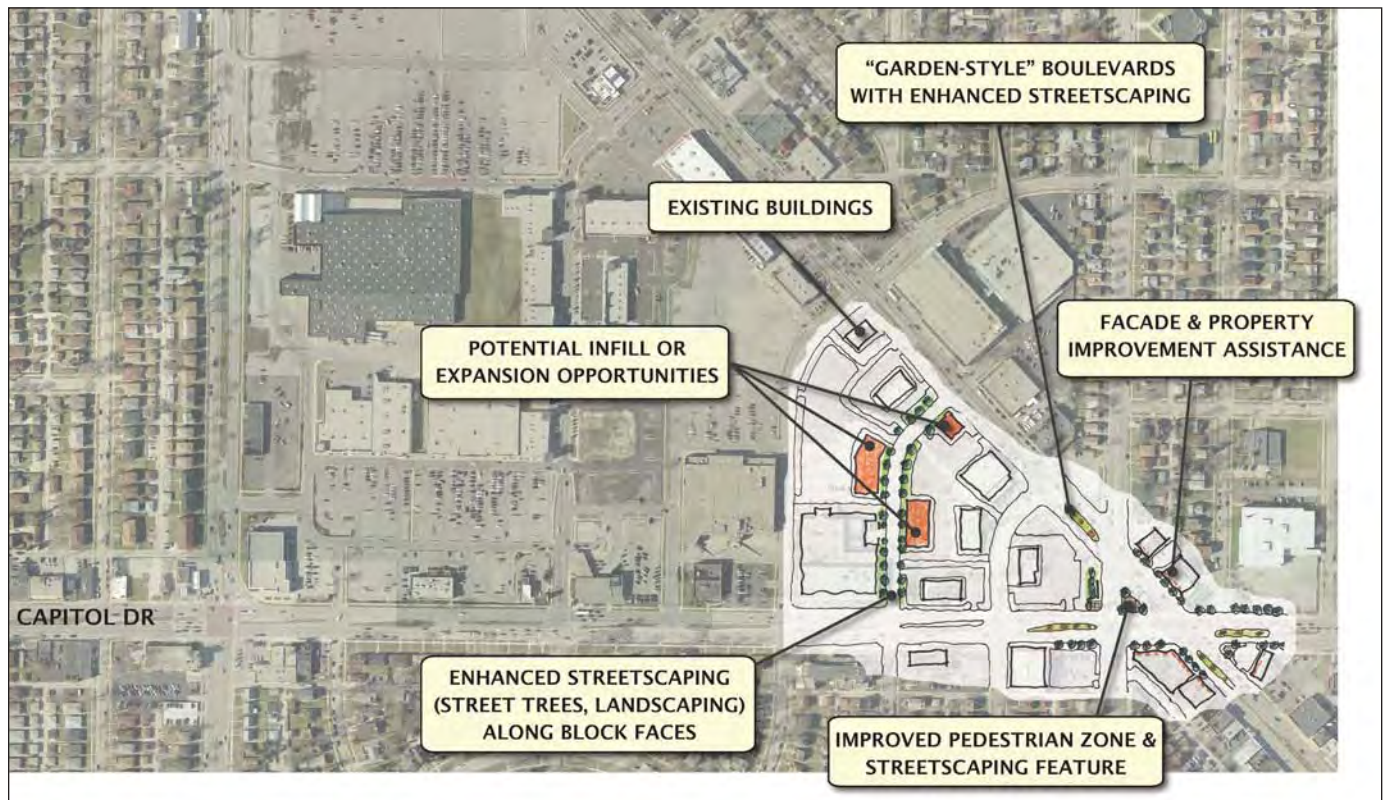 “GARDEN-STYLE” BOULEVARDS
WITH ENHANCED STREETSCAPING
EXISTING BUILDINGS
FACADE & PROPERTY
IMPROVEMENT ASSISTANCE
POTENTIAL INFILL OR
EXPANSION OPPORTUNITIES
CAPITOL DR
ENHANCED STREETSCAPING
(STREET TREES, LANDSCAPING)
ALONG BLOCK FACES
IMPROVED PEDESTRIAN ZONE &
STREETSCAPING FEATURE